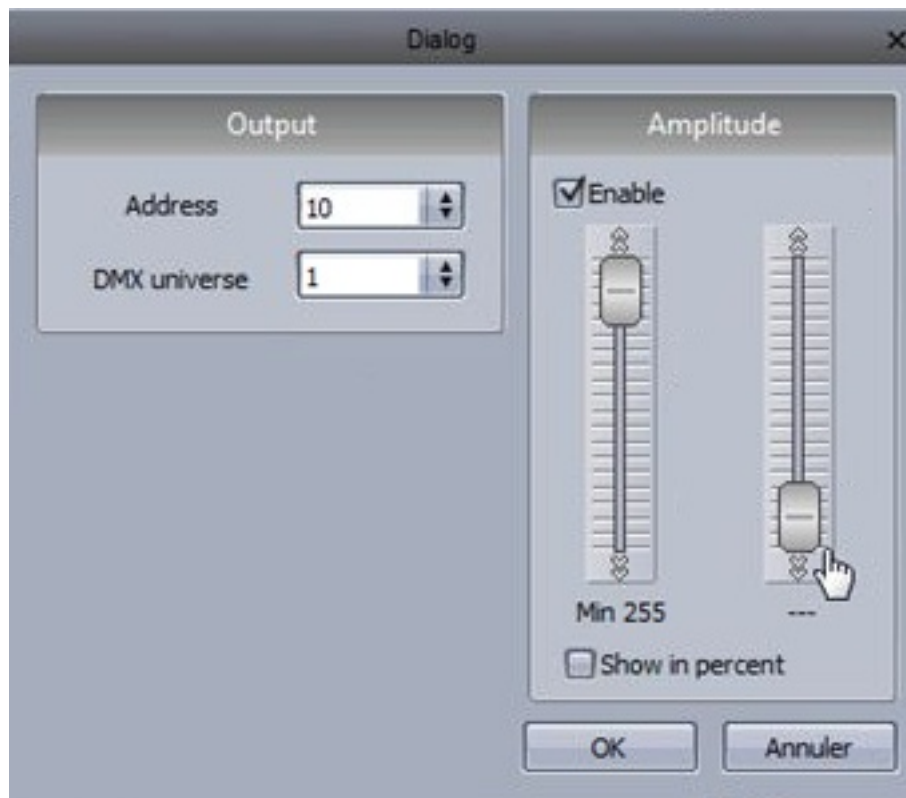 Dialog
Output
Address 10
DMX universe 1
Amplitude
Enable
Min 255 ---
Show in percent
OK Annuler